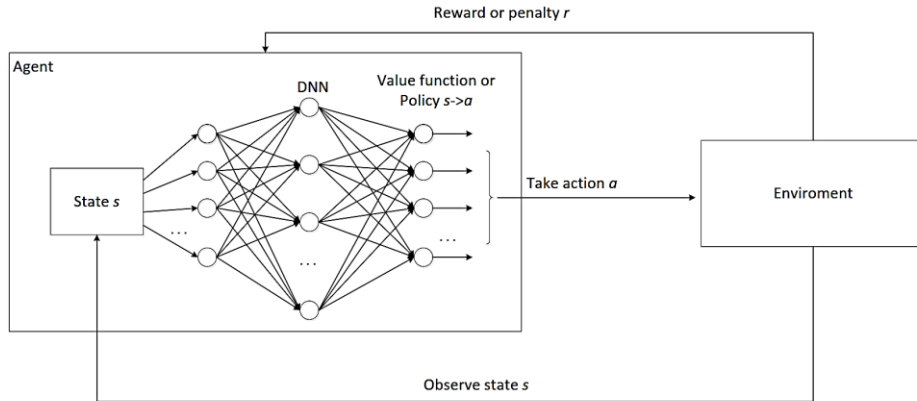 Reward or penalty r
Agent
DNN
Value function or
Policy s->a
State s
Take action a
Enviroment
...
...
...
Observe state s